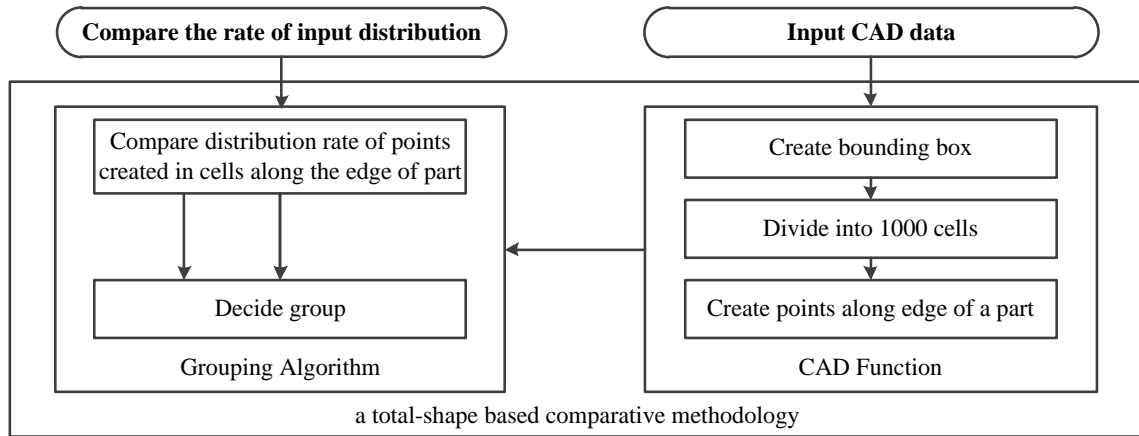 Compare the rate of input distribution
Input CAD data
Compare distribution rate of points
created in cells along the edge of part
Decide group
Grouping Algorithm
Create bounding box
Divide into 1000 cells
Create points along edge of a part
CAD Function
a total-shape based comparative methodology